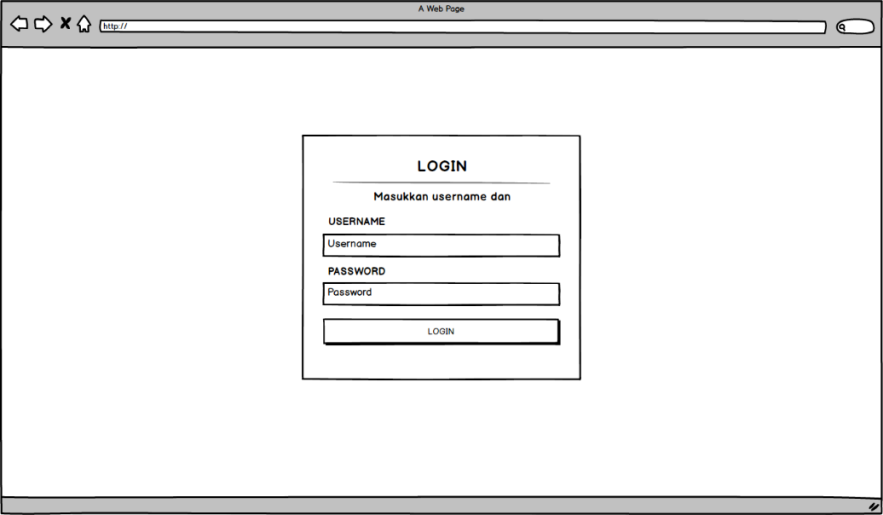 A Web Page
http://
LOGIN
Masukkan username dan
USERNAME
Username
PASSWORD
Password
LOGIN